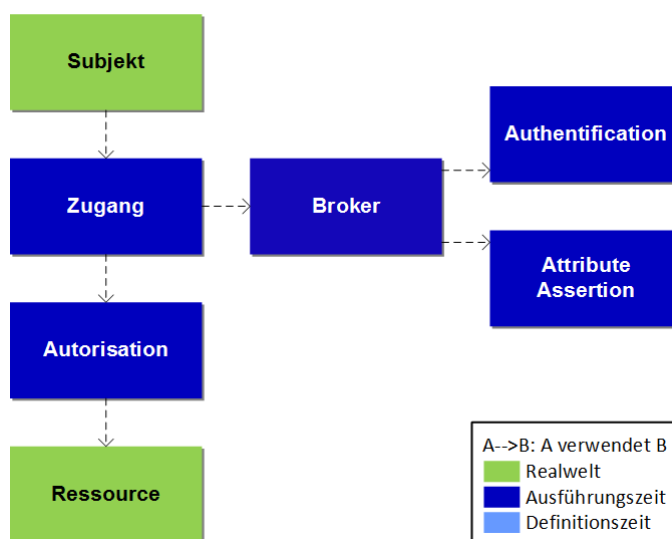 Subjekt
Authentification
Zugang
Broker
Attribute
Assertion
Autorisation
Ressource
A-->B: A verwendet B
Realwelt
Ausführungszeit
Definitionszeit